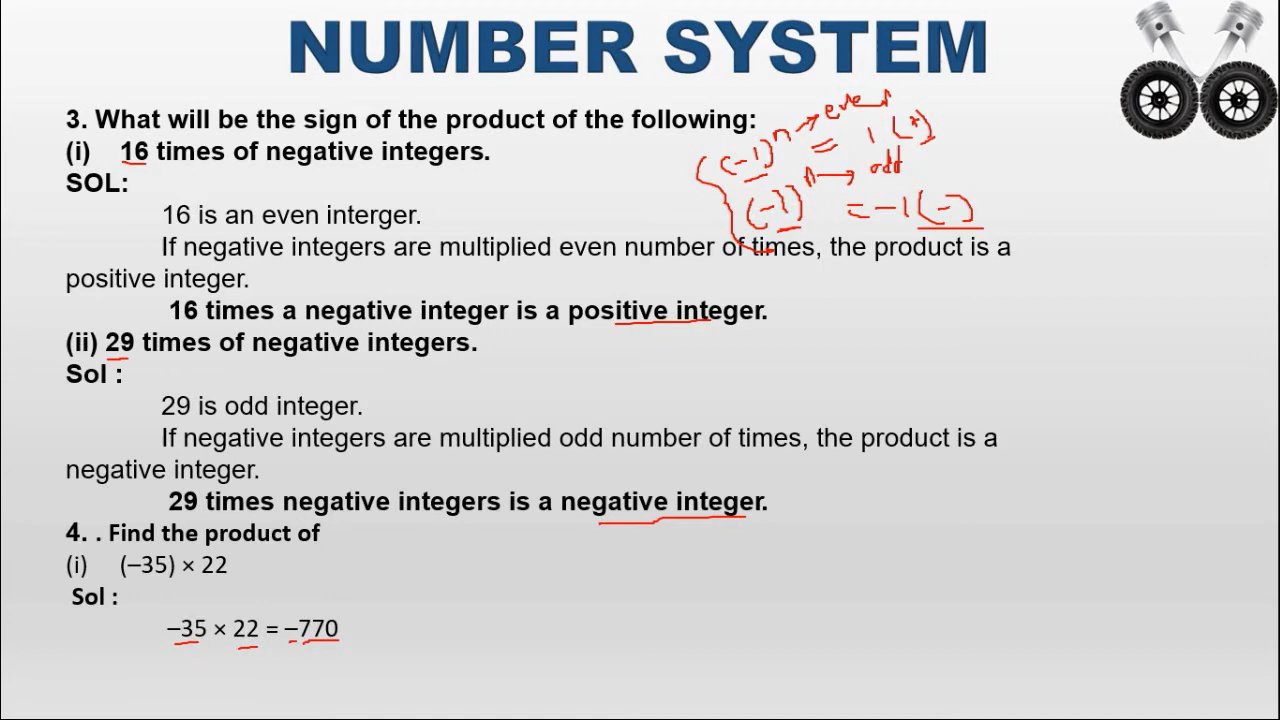 NUMBER SYSTEM
3. What will be the sign of the product of the following:
(i) 16 times of negative integers.
SOL:
16 is an even interger.
If negative integers are multiplied even number of times, the product is a
positive integer.
16 times a negative integer is a positive integer.
(ii) 29 times of negative integers.
Sol :
29 is odd integer.
If negative integers are multiplied odd number of times, the product is a
negative integer.
29 times negative integers is a negative integer.
4. . Find the product of
(i) (–35) × 22
Sol :
–35 × 22 = –770
(-1)ⁿ → even = 1 (+)
(-1)ⁿ → odd = -1 (-)